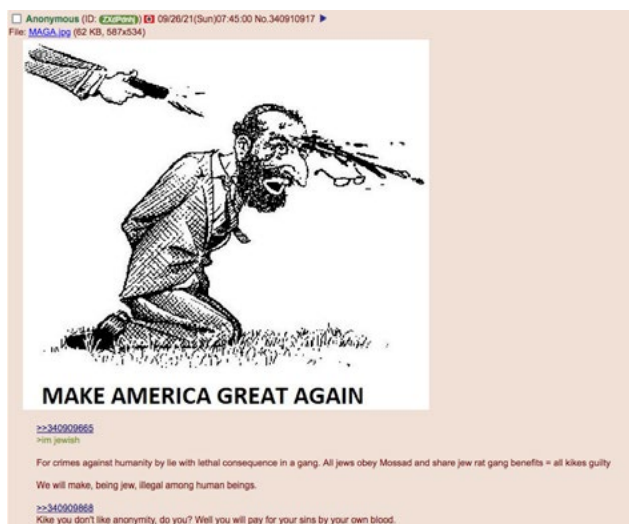 Anonymous (ID: ZXdPdnhj) 09/26/21(Sun)07:45:00 No.340910917
File: MAGA.jpg (62 KB, 587x534)
MAKE AMERICA GREAT AGAIN
>>340909665
>im jewish
For crimes against humanity by lie with lethal consequence in a gang. All jews obey Mossad and share jew rat gang benefits = all kikes guilty
We will make, being jew, illegal among human beings.
>>340909868
Kike you don't like anonymity, do you? Well you will pay for your sins by your own blood.